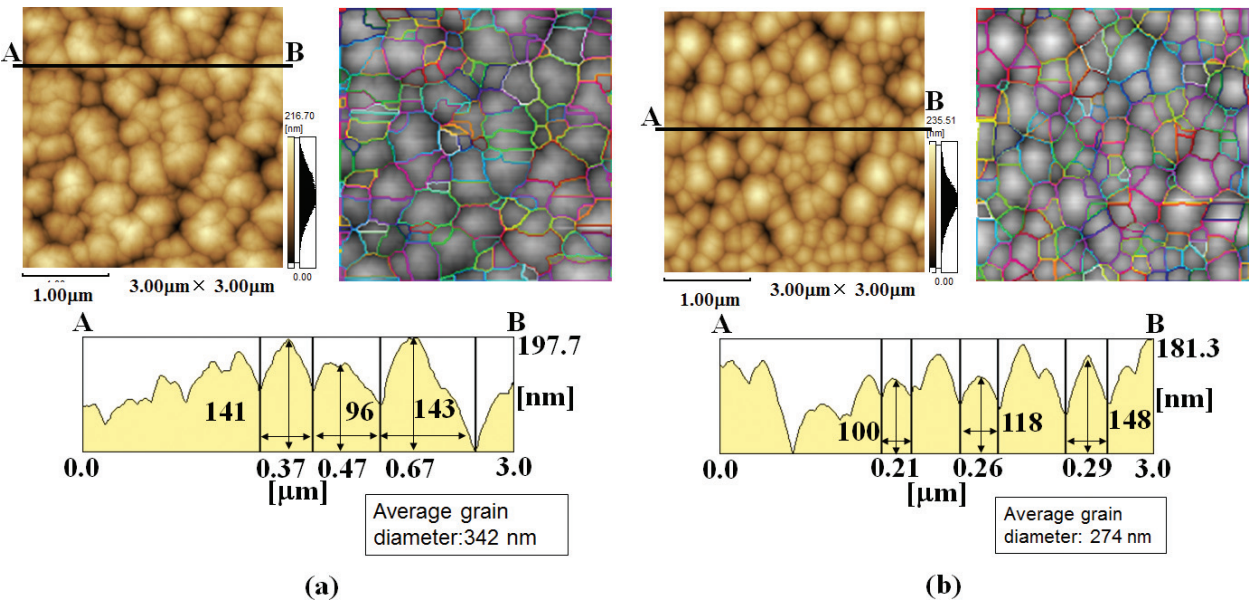 A
B
216.70
[nm]
0.00
1.00µm
3.00µm× 3.00µm
A
B
235.51
[nm]
0.00
1.00µm
3.00µm× 3.00µm
A
B
197.7
[nm]
141
96
143
0.0
0.37
0.47
0.67
3.0
[µm]
Average grain
diameter:342 nm
(a)
A
B
181.3
[nm]
100
118
148
0.0
0.21
0.26
0.29
3.0
[µm]
Average grain
diameter: 274 nm
(b)